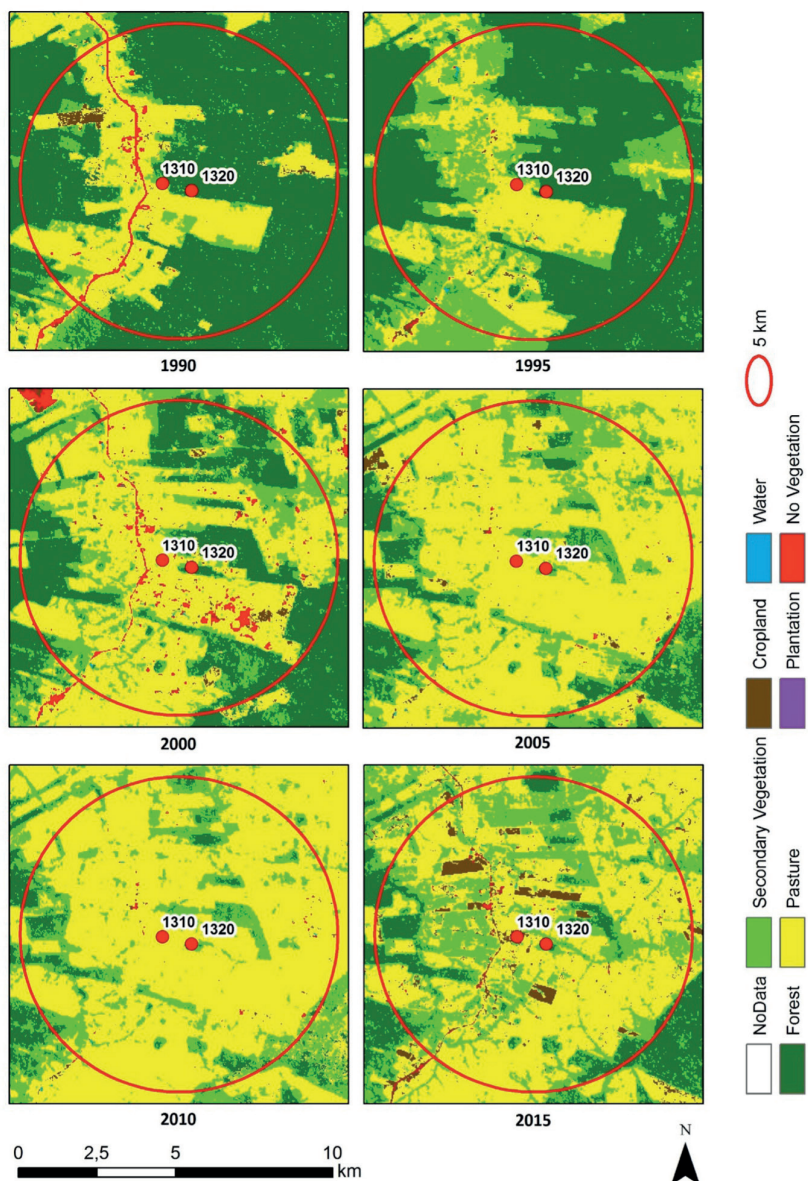 1310
1320
1310
1320
1990
1995
1310
1320
1310
1320
2000
2005
1310
1320
1310
1320
2010
2015
0 2,5 5 10
km
N
NoData
Secondary Vegetation
Cropland
Water
5 km
Forest
Pasture
Plantation
No Vegetation